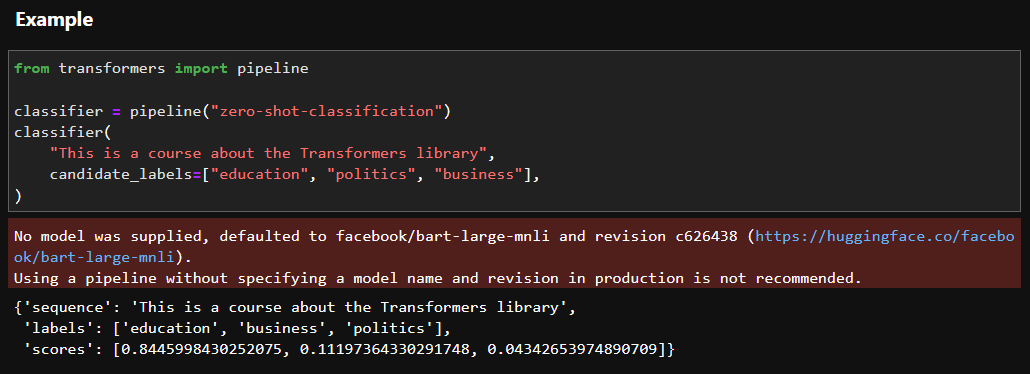 Example
from transformers import pipeline
classifier = pipeline("zero-shot-classification")
classifier(
    "This is a course about the Transformers library",
    candidate_labels=["education", "politics", "business"],
)
No model was supplied, defaulted to facebook/bart-large-mnli and revision c626438 (https://huggingface.co/facebo
ok/bart-large-mnli).
Using a pipeline without specifying a model name and revision in production is not recommended.
{'sequence': 'This is a course about the Transformers library',
 'labels': ['education', 'business', 'politics'],
 'scores': [0.8445998430252075, 0.11197364330291748, 0.04342653974890709]}